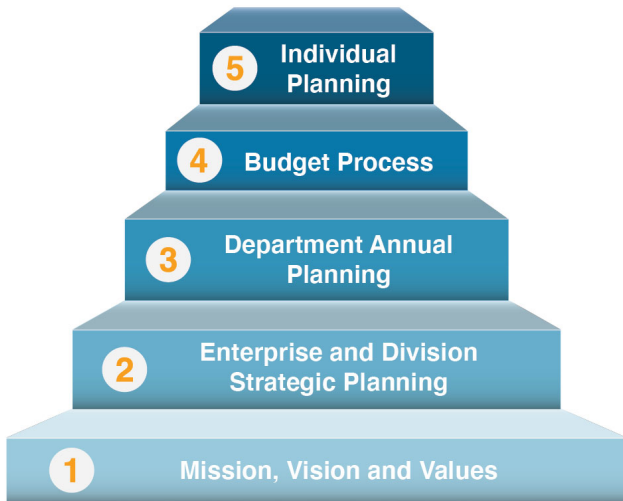 5
Individual
Planning
4
Budget Process
3
Department Annual
Planning
2
Enterprise and Division
Strategic Planning
1
Mission, Vision and Values